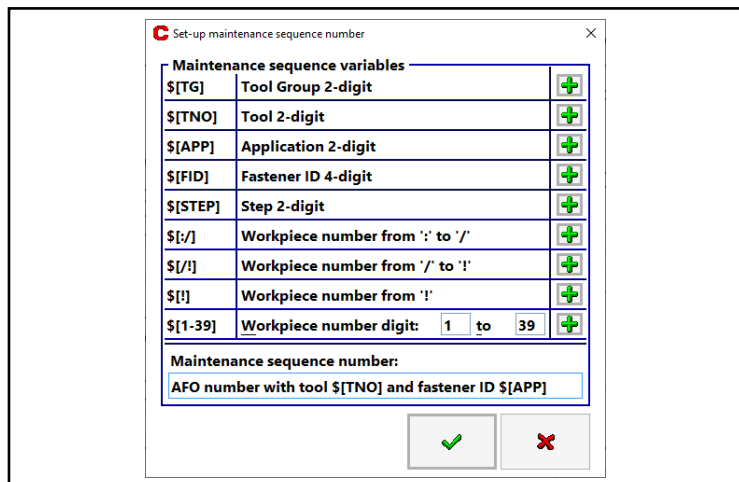 C Set-up maintenance sequence number
Maintenance sequence variables
$[TG] Tool Group 2-digit
$[TNO] Tool 2-digit
$[APP] Application 2-digit
$[FID] Fastener ID 4-digit
$[STEP] Step 2-digit
$[:/] Workpiece number from ':' to '/'
$[/!] Workpiece number from '/' to '!'
$[!] Workpiece number from '!'
$[1-39] Workpiece number digit: 1 to 39
Maintenance sequence number:
AFO number with tool $[TNO] and fastener ID $[APP]